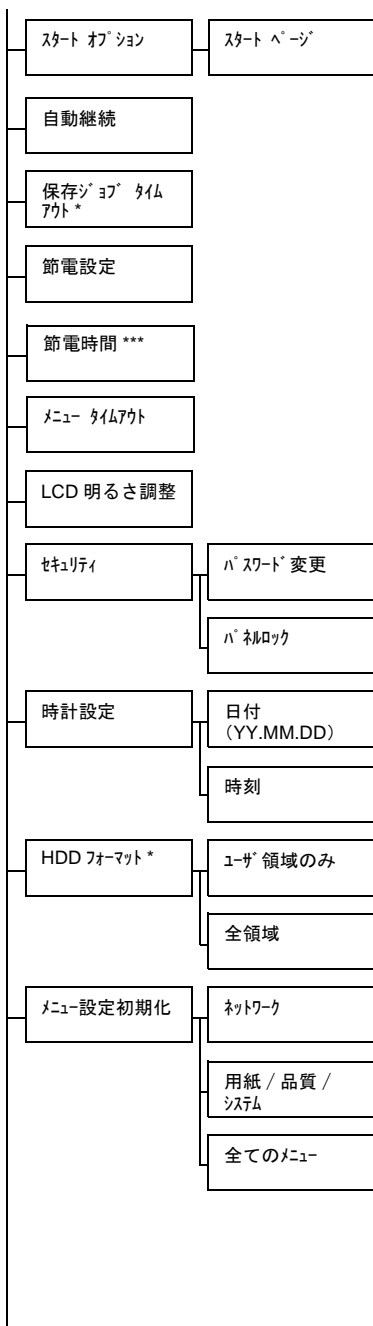 ｽﾀｰﾄ ｵﾌﾟｼｮﾝ
ｽﾀｰﾄ ﾍﾟｰｼﾞ
自動継続
保存ｼﾞｮﾌﾞ ﾀｲﾑ
ｱｳﾄ *
節電設定
節電時間 ***
ﾒﾆｭｰ ﾀｲﾑｱｳﾄ
LCD 明るさ調整
ｾｷｭﾘﾃｨ
ﾊﾟｽﾜｰﾄﾞ変更
ﾊﾟﾈﾙﾛｯｸ
時計設定
日付
（YY.MM.DD）
時刻
HDD ﾌｫｰﾏｯﾄ *
ﾕｰｻﾞ領域のみ
全領域
ﾒﾆｭｰ設定初期化
ﾈｯﾄﾜｰｸ
用紙 / 品質 /
ｼｽﾃﾑ
全てのﾒﾆｭｰ